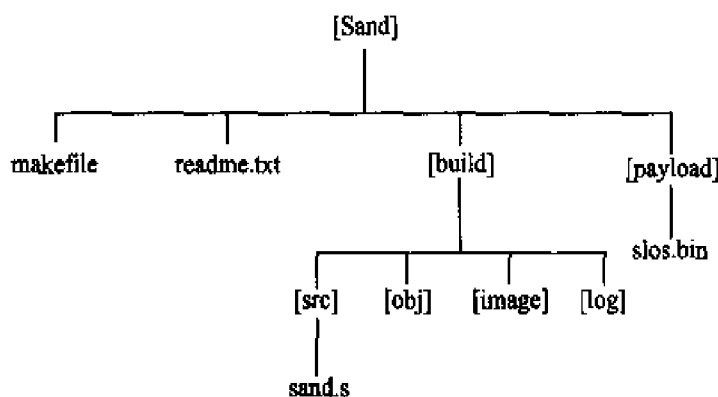 [Sand]
makefile readme.txt [build] [payload]
slos.bin
[src] [obj] [image] [log]
sand.s